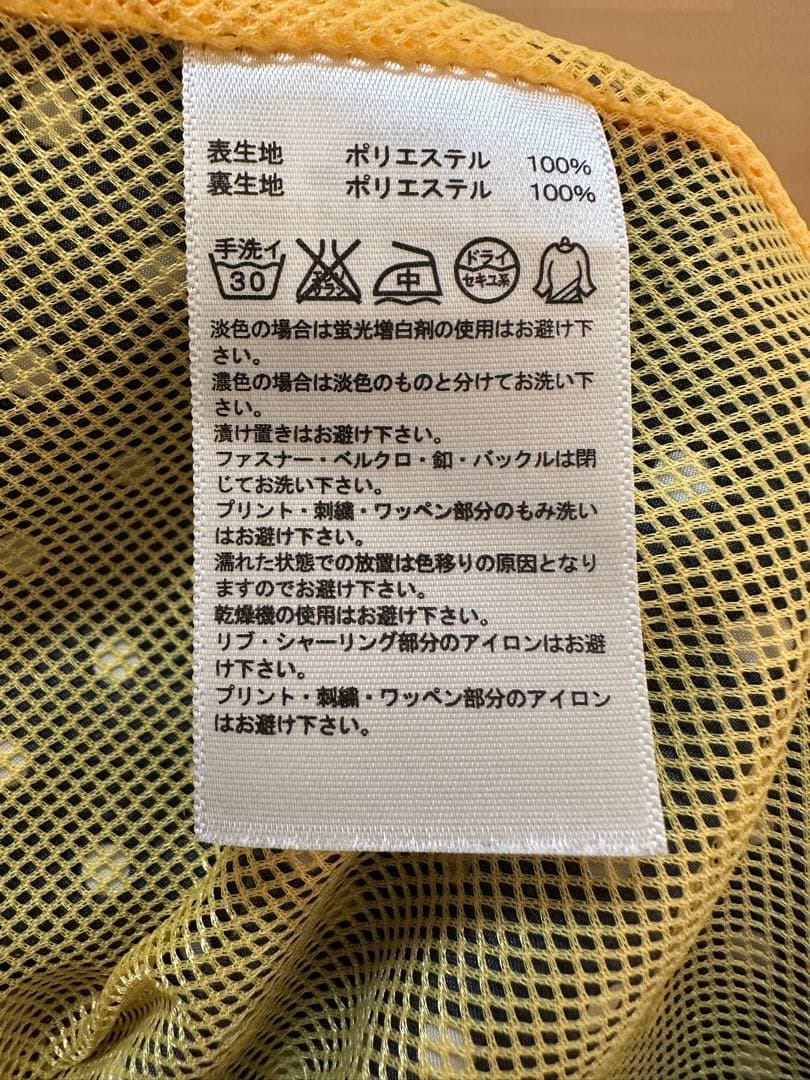 表生地 ポリエステル 100%
裏生地 ポリエステル 100%
手洗イ
30
エンソ
サラシ
中
ドライ
セキユ系
淡色の場合は蛍光増白剤の使用はお避け下
さい。
濃色の場合は淡色のものと分けてお洗い下
さい。
漬け置きはお避け下さい。
ファスナー・ベルクロ・釦・バックルは閉
じてお洗い下さい。
プリント・刺繍・ワッペン部分のもみ洗い
はお避け下さい。
濡れた状態での放置は色移りの原因となり
ますのでお避け下さい。
乾燥機の使用はお避け下さい。
リブ・シャーリング部分のアイロンはお避
け下さい。
プリント・刺繍・ワッペン部分のアイロン
はお避け下さい。